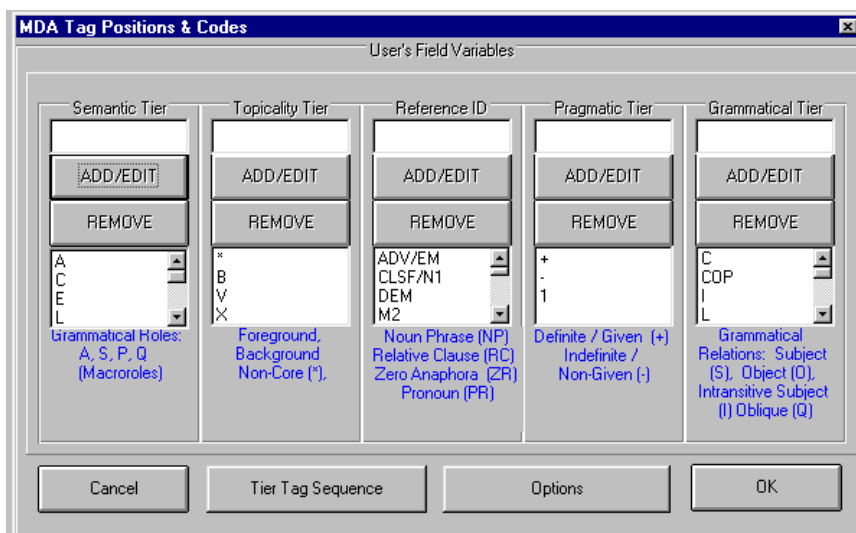 MDA Tag Positions & Codes
User's Field Variables
Semantic Tier
ADD/EDIT
REMOVE
A
C
E
L
Grammatical Roles:
A, S, P, Q
(Macroroles)
Topicality Tier
ADD/EDIT
REMOVE
*
B
V
X
Foreground,
Background
Non-Core (*),
Reference ID
ADD/EDIT
REMOVE
ADV/EM
CLSF/N1
DEM
M2
Noun Phrase (NP)
Relative Clause (RC)
Zero Anaphora (ZR)
Pronoun (PR)
Pragmatic Tier
ADD/EDIT
REMOVE
+
-
1
Definite / Given (+)
Indefinite /
Non-Given (-)
Grammatical Tier
ADD/EDIT
REMOVE
C
COP
I
L
Grammatical
Relations: Subject
(S), Object (O),
Intransitive Subject
(I) Oblique (Q)
Cancel
Tier Tag Sequence
Options
OK